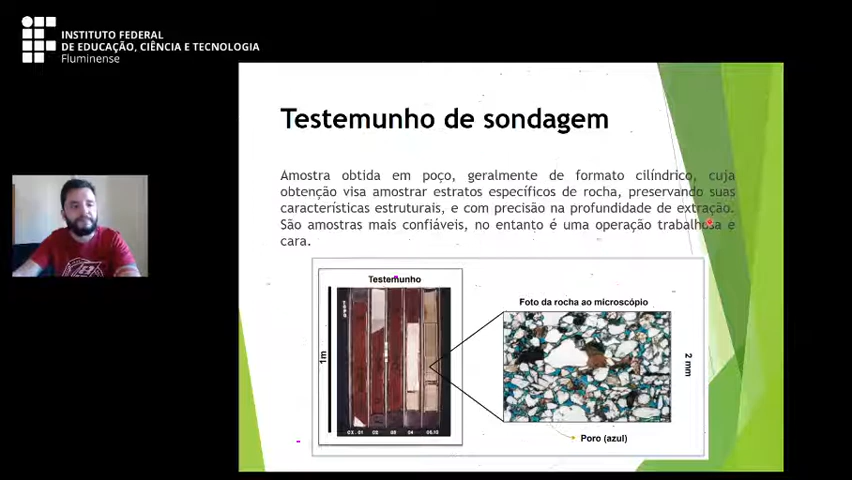 INSTITUTO FEDERAL
DE EDUCAÇÃO, CIÊNCIA E TECNOLOGIA
Fluminense
Testemunho de sondagem
Amostra obtida em poço, geralmente de formato cilíndrico, cuja
obtenção visa amostrar estratos específicos de rocha, preservando suas
características estruturais, e com precisão na profundidade de extração.
São amostras mais confiáveis, no entanto é uma operação trabalhosa e
cara.
Testemunho
1m
Foto da rocha ao microscópio
2 mm
Poro (azul)